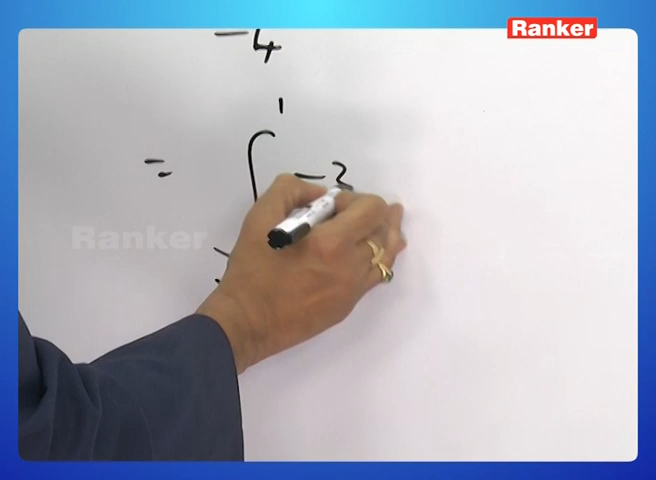 Ranker
- 4
1
= ∫ - 2
Ranker